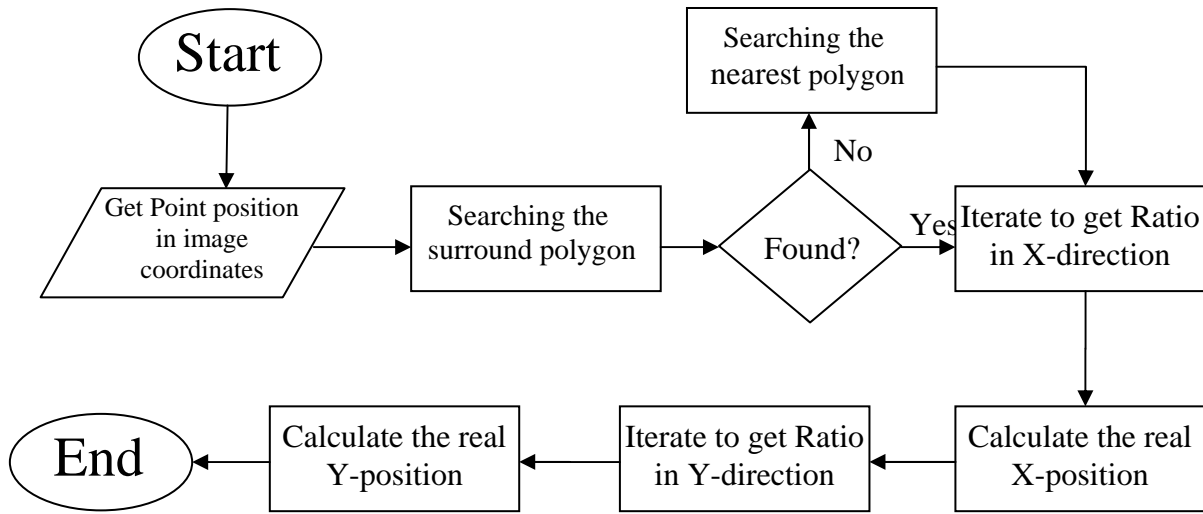 Start
Get Point position
in image
coordinates
Searching the
surround polygon
Found?
No
Searching the
nearest polygon
Yes
Iterate to get Ratio
in X-direction
Calculate the real
X-position
Iterate to get Ratio
in Y-direction
Calculate the real
Y-position
End